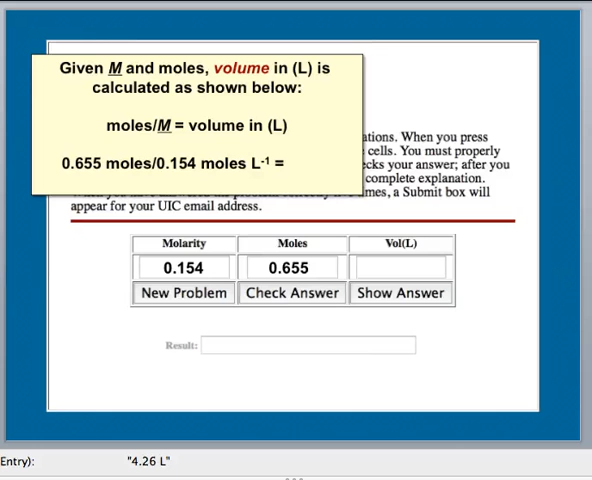 Given M and moles, volume in (L) is
calculated as shown below:
moles/M = volume in (L)
0.655 moles/0.154 moles L⁻¹ =
ations. When you press
cells. You must properly
cks your answer; after you
complete explanation.
mes, a Submit box will
appear for your UIC email address.
Molarity Moles Vol(L)
0.154 0.655
New Problem Check Answer Show Answer
Result:
Entry): "4.26 L"